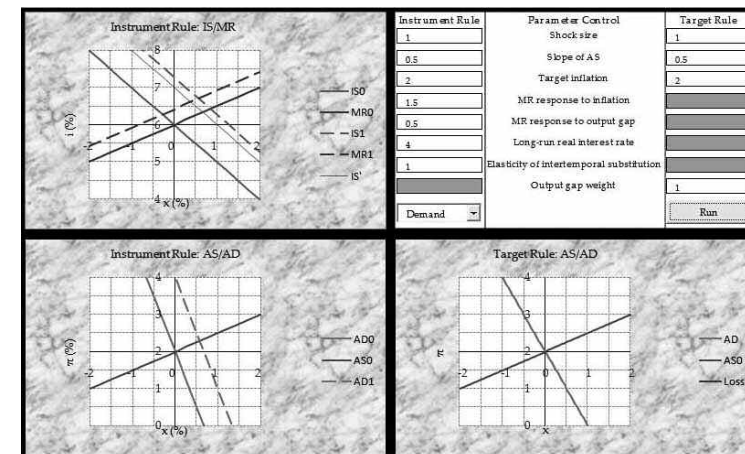 Instrument Rule: IS/MR
8
7
6
5
4
-2
-1
0
1
2
i (%)
x (%)
IS0
MR0
IS1
MR1
IS'
Instrument Rule Parameter Control Target Rule
1 Shock size 1
0.5 Slope of AS 0.5
2 Target inflation 2
1.5 MR response to inflation
0.5 MR response to output gap
4 Long-run real interest rate
1 Elasticity of intertemporal substitution
Output gap weight 1
Demand Run
Instrument Rule: AS/AD
4
3
2
1
0
-2 -1 0 1 2
π (%)
x (%)
AD0
AS0
AD1
Target Rule: AS/AD
4
3
2
1
0
-2 -1 0 1 2
π
x
AD
AS0
Loss